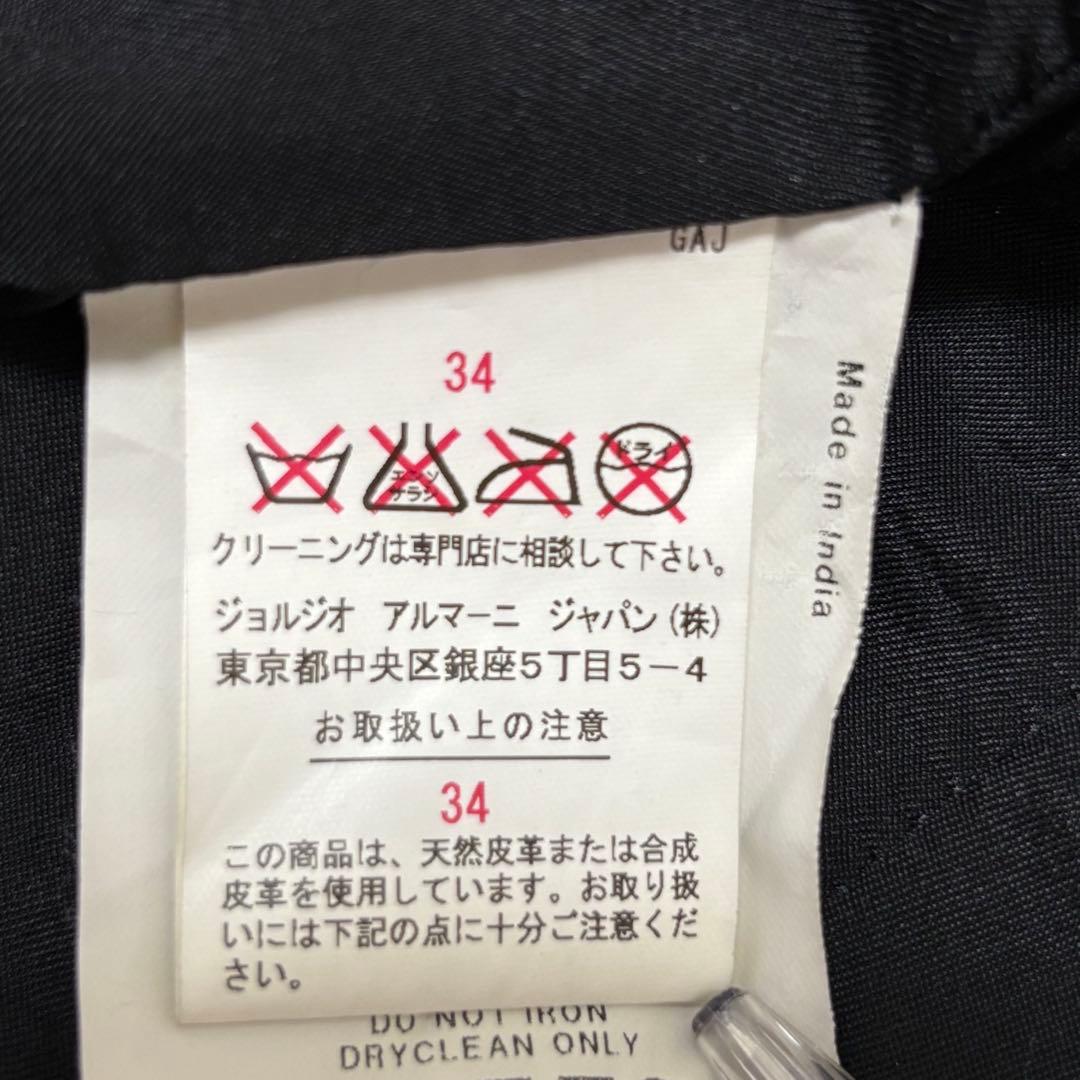 GAJ
34
エンソ
サラシ
ドライ
クリーニングは専門店に相談して下さい。
ジョルジオ アルマーニ ジャパン(株)
東京都中央区銀座5丁目5-4
お取扱い上の注意
34
この商品は、天然皮革または合成
皮革を使用しています。お取り扱
いには下記の点に十分ご注意くだ
さい。
DO NOT IRON
DRYCLEAN ONLY
Made in India